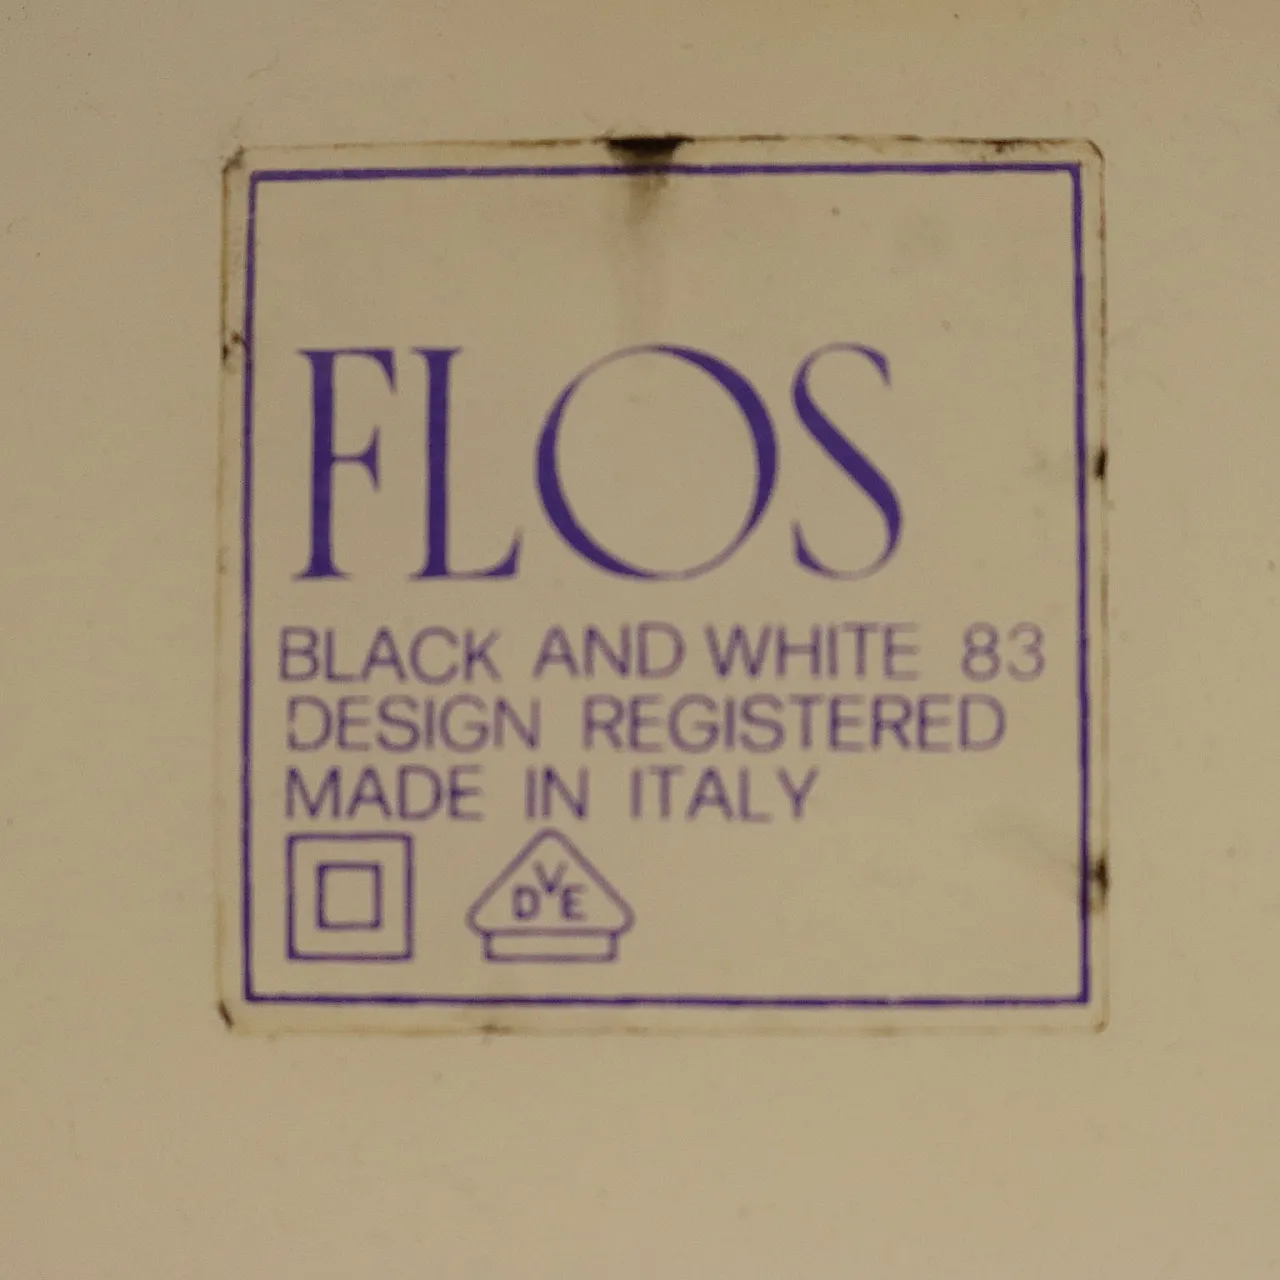 FLOS
BLACK AND WHITE 83
DESIGN REGISTERED
MADE IN ITALY
DVE